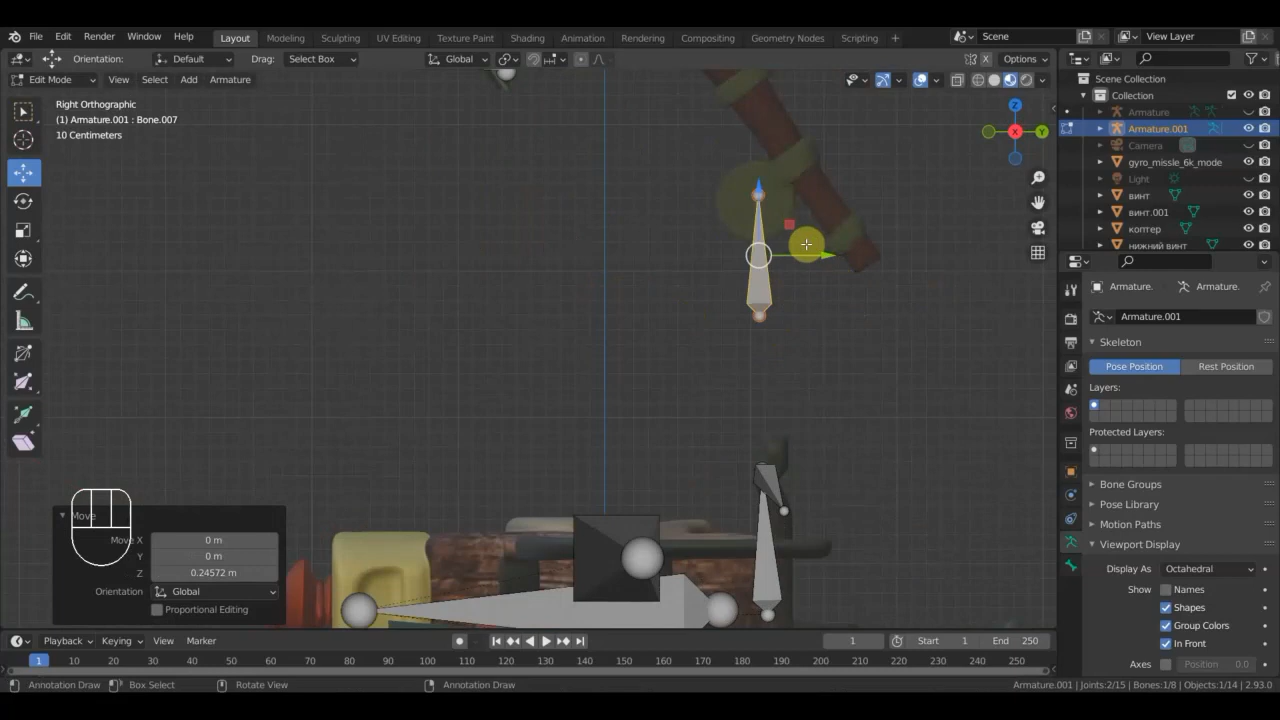 File Edit Render Window Help Layout Modeling Sculpting UV Editing Texture Paint Shading Animation Rendering Compositing Geometry Nodes Scripting + Scene View Layer
Orientation: Default Drag: Select Box Global X Options
Edit Mode View Select Add Armature
Right Orthographic
(1) Armature.001 : Bone.007
10 Centimeters
Z
X
Y
Scene Collection
Collection
Armature
Armature.001
Camera
gyro_missle_6k_mode
Light
винт
винт.001
коптер
нижний винт
Armature. Armature.
Armature.001
Skeleton
Pose Position Rest Position
Layers:
Protected Layers:
Bone Groups
Pose Library
Motion Paths
Viewport Display
Display As Octahedral
Show Names
Shapes
Group Colors
In Front
Axes Position 0.0
Move
Move X 0 m
Y 0 m
Z 0.24572 m
Orientation Global
Proportional Editing
Playback Keying View Marker 1 Start 1 End 250
1 10 20 30 40 50 60 70 80 90 100 110 120 130 140 150 160 170 180 190 200 210 220 230 240 250
Annotation Draw Box Select Rotate View Annotation Draw Armature.001 | Joints:2/15 | Bones:1/8 | Objects:1/14 | 2.93.0